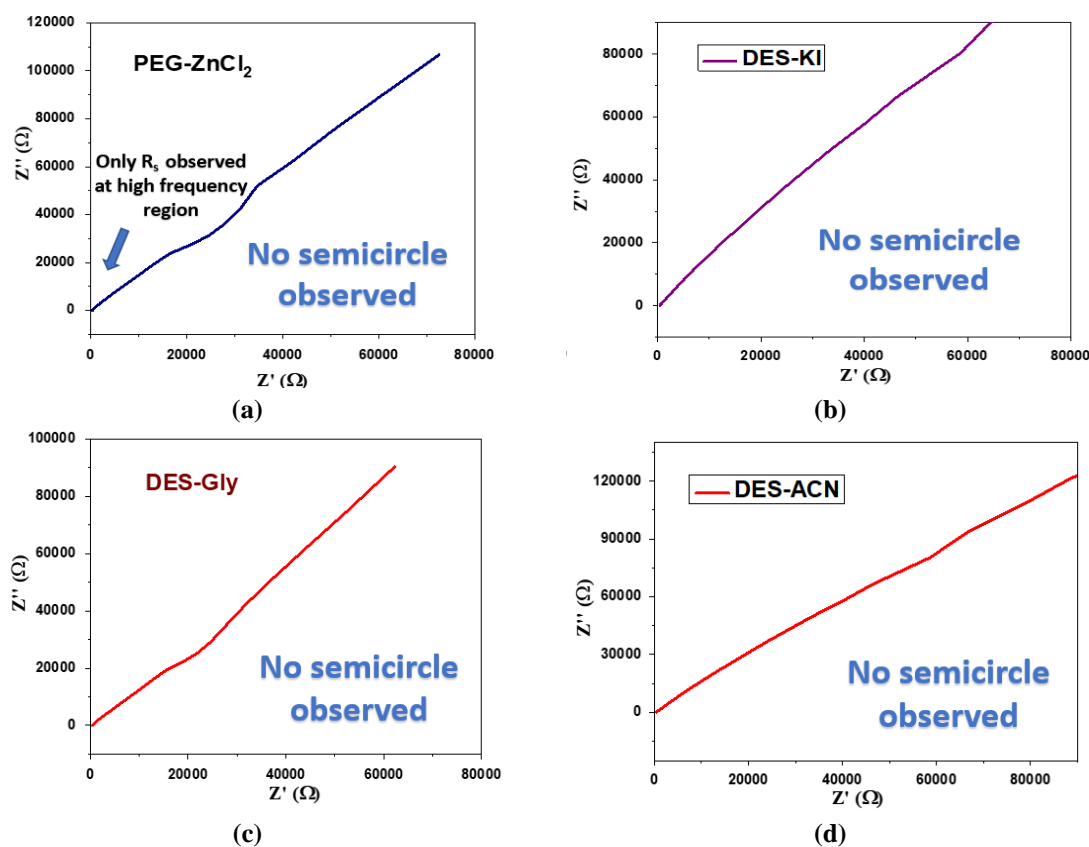 120000
100000
80000
60000
40000
20000
0
Z'' (Ω)
PEG-ZnCl₂
Only Rₛ observed
at high frequency
region
No semicircle
observed
0 20000 40000 60000 80000
Z' (Ω)
(a)
80000
60000
40000
20000
0
Z'' (Ω)
DES-KI
No semicircle
observed
0 20000 40000 60000 80000
Z' (Ω)
(b)
100000
80000
60000
40000
20000
0
Z'' (Ω)
DES-Gly
No semicircle
observed
0 20000 40000 60000 80000
Z' (Ω)
(c)
120000
90000
60000
30000
0
Z'' (Ω)
DES-ACN
No semicircle
observed
0 20000 40000 60000 80000
Z' (Ω)
(d)